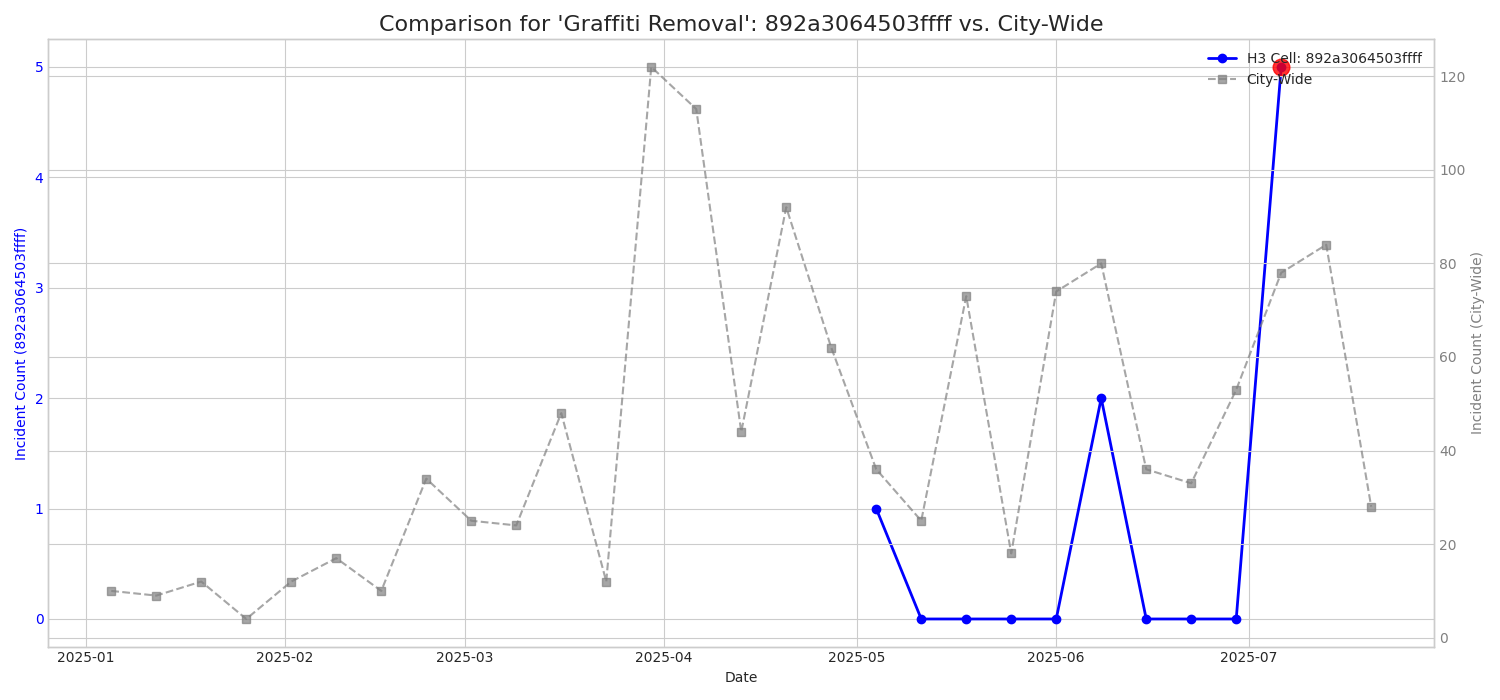 Comparison for 'Graffiti Removal': 892a3064503ffff vs. City-Wide
H3 Cell: 892a3064503ffff
City-Wide
Incident Count (892a3064503ffff)
5
4
3
2
1
0
120
100
80
60
40
20
0
Incident Count (City-Wide)
2025-01 2025-02 2025-03 2025-04 2025-05 2025-06 2025-07
Date